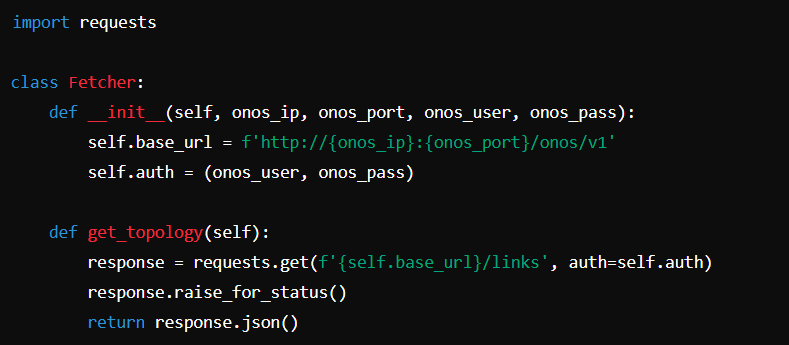 import requests
class Fetcher:
    def __init__(self, onos_ip, onos_port, onos_user, onos_pass):
        self.base_url = f'http://{onos_ip}:{onos_port}/onos/v1'
        self.auth = (onos_user, onos_pass)
    def get_topology(self):
        response = requests.get(f'{self.base_url}/links', auth=self.auth)
        response.raise_for_status()
        return response.json()